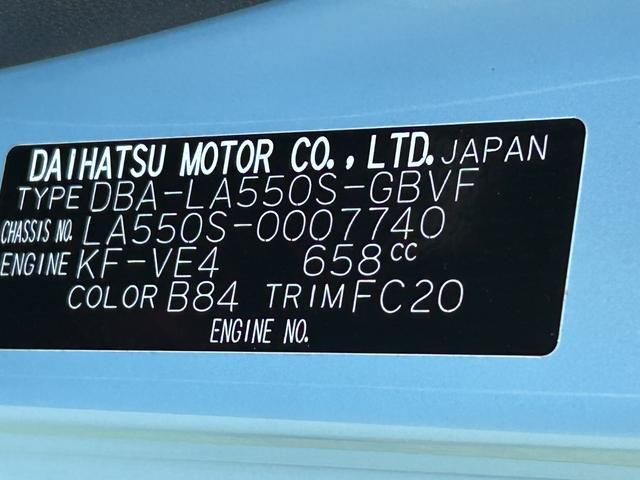 DAIHATSU MOTOR CO., LTD. JAPAN
TYPE DBA-LA550S-GBVF
CHASSIS NO. LA550S-0007740
ENGINE KF-VE4 658cc
COLOR B84 TRIM FC20
ENGINE NO.